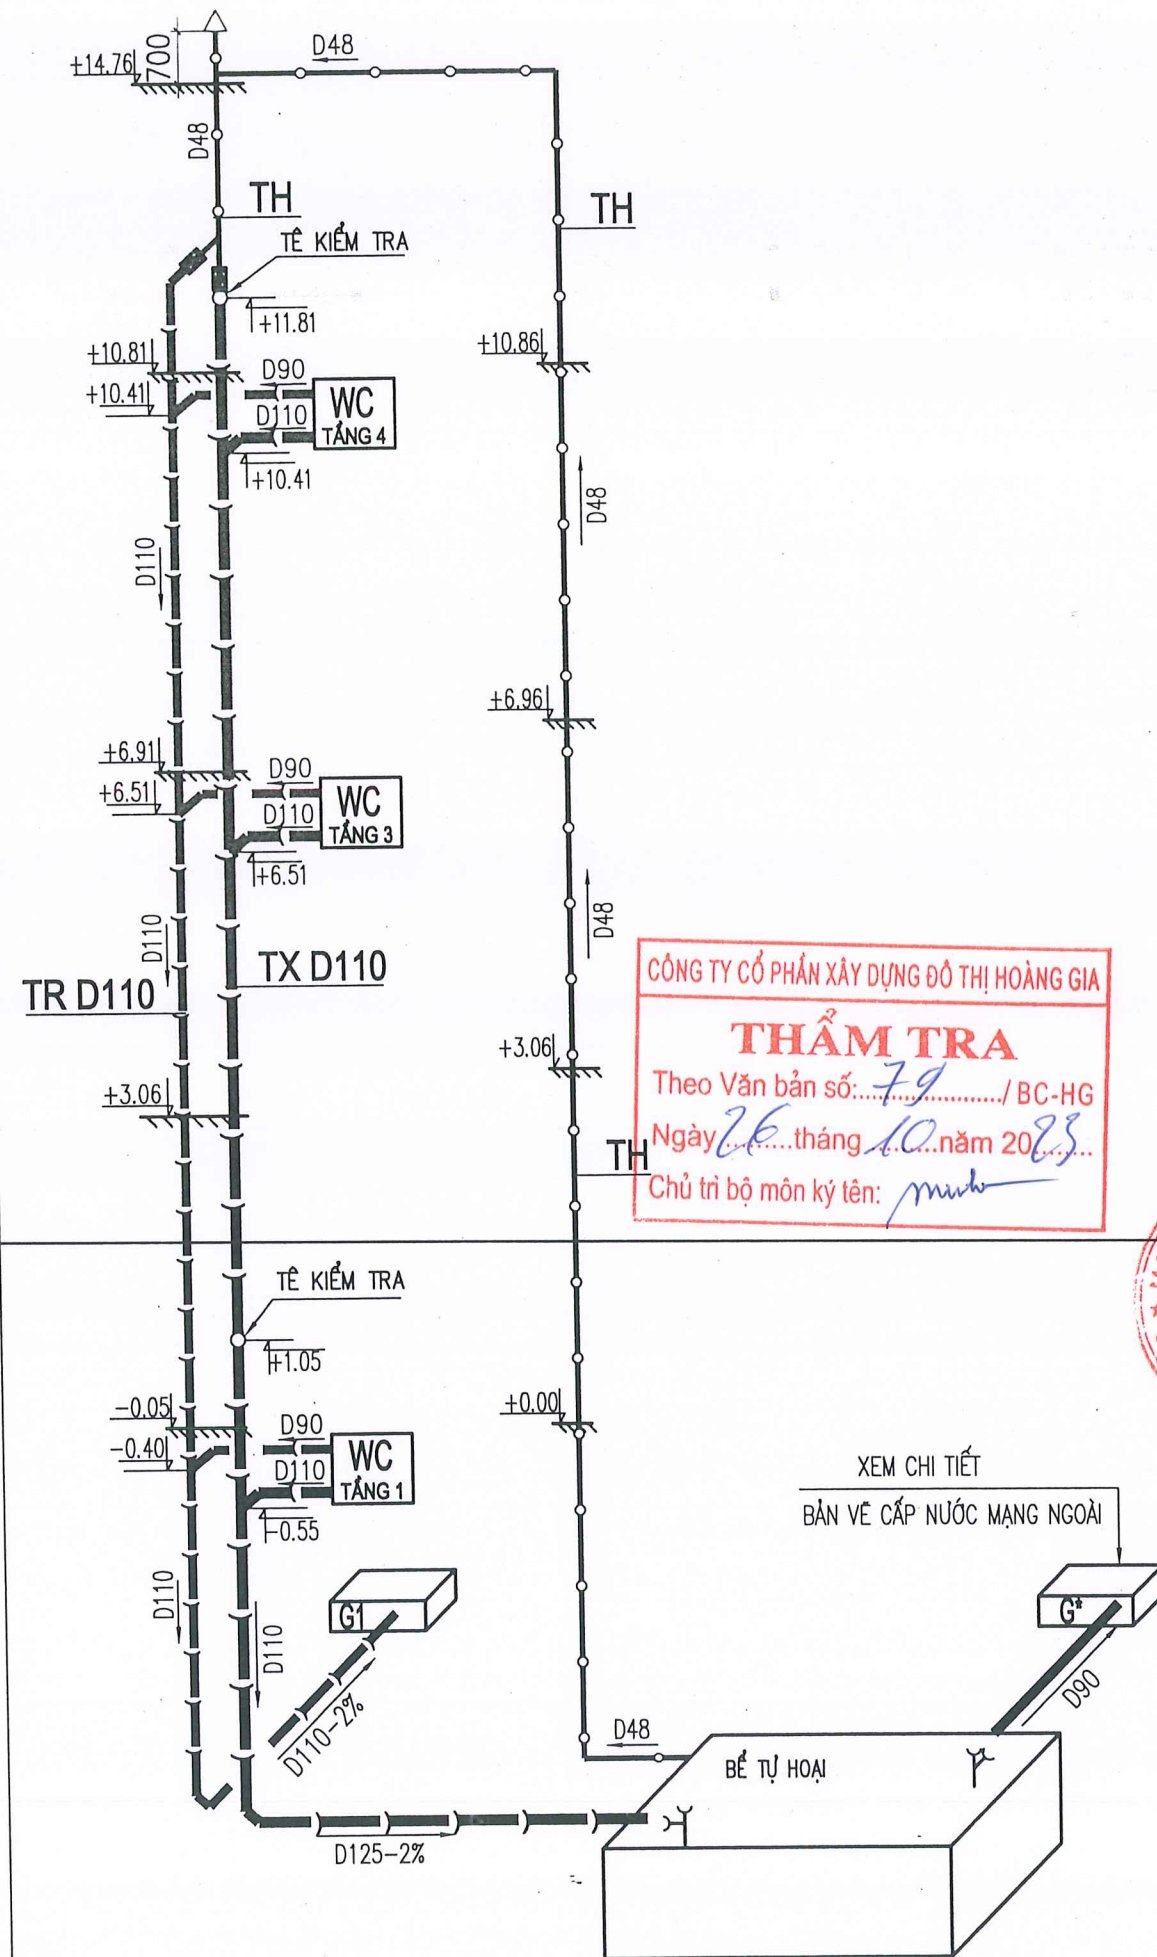 700
D48
+14.76
D48
TH
TH
TÊ KIỂM TRA
+11.81
+10.81
+10.86
D90
+10.41
WC
D110
TẦNG 4
+10.41
D48
D110
+6.96
+6.91
D90
+6.51
WC
D110
TẦNG 3
+6.51
D48
D110
TX D110
TR D110
CÔNG TY CỔ PHẦN XÂY DỰNG ĐÔ THỊ HOÀNG GIA
THẨM TRA
+3.06
Theo Văn bản số: 79 / BC-HG
+3.06
Ngày 26 tháng 10 năm 2023
TH
Chủ trì bộ môn ký tên:
TÊ KIỂM TRA
+1.05
-0.05
+0.00
D90
-0.40
WC
D110
TẦNG 1
-0.55
XEM CHI TIẾT
BẢN VẼ CẤP NƯỚC MẠNG NGOÀI
D110
G1
G*
D110
D110-2%
D90
D48
BỂ TỰ HOẠI
D125-2%